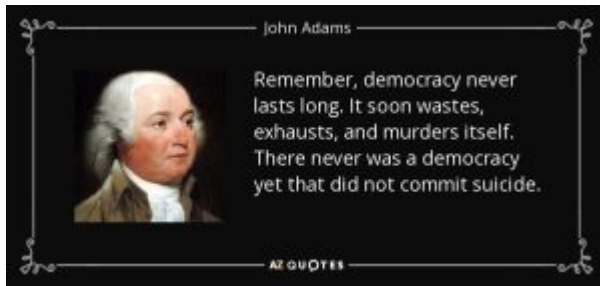 John Adams
Remember, democracy never
lasts long. It soon wastes,
exhausts, and murders itself.
There never was a democracy
yet that did not commit suicide.
AZ QUOTES